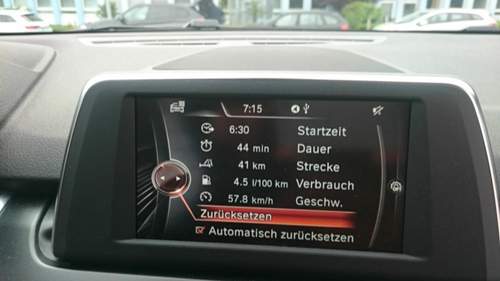 7:15
6:30 Startzeit
44 min Dauer
41 km Strecke
4.5 l/100 km Verbrauch
57.8 km/h Geschw.
Zurücksetzen
Automatisch zurücksetzen